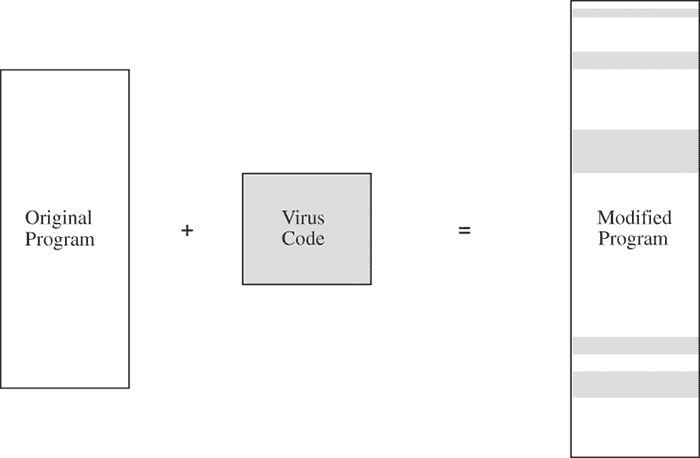 Original
Program
+
Virus
Code
=
Modified
Program